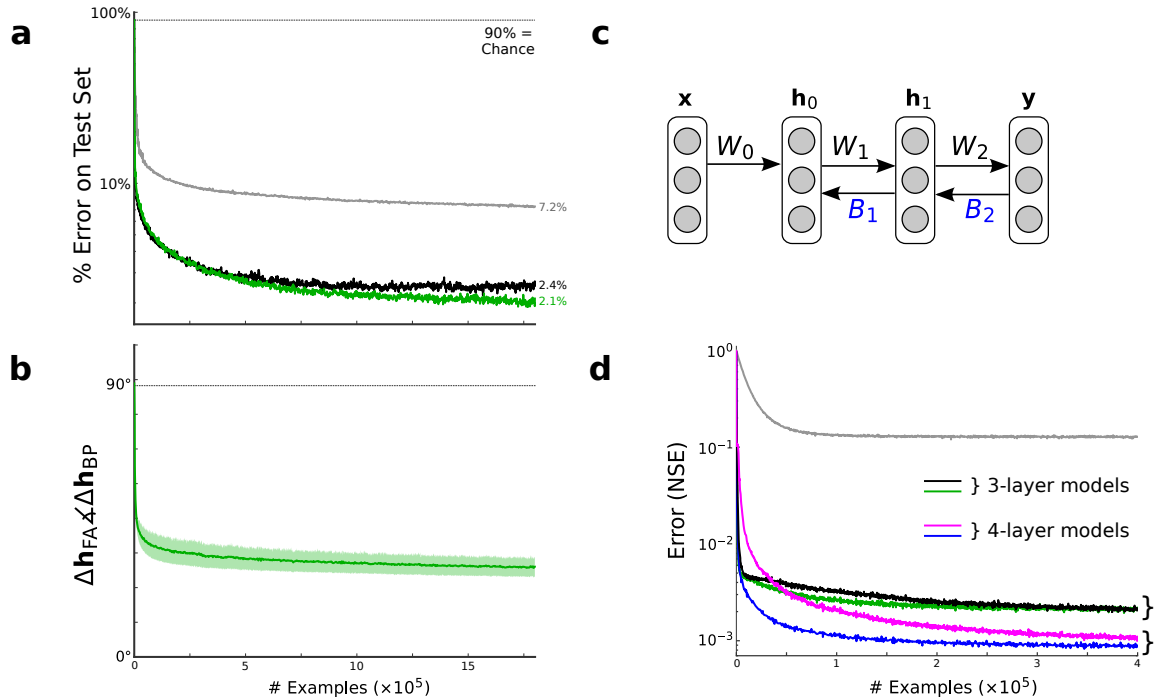 a
100%
90% =
Chance
% Error on Test Set
10%
7.2%
2.4%
2.1%
b
90°
Δh_FA∡Δh_BP
0°
0
5
10
15
# Examples (×10⁵)
c
x
h₀
h₁
y
W₀
W₁
W₂
B₁
B₂
d
10⁰
10⁻¹
10⁻²
10⁻³
Error (NSE)
} 3-layer models
} 4-layer models
}
}
0
1
2
3
4
# Examples (×10⁵)